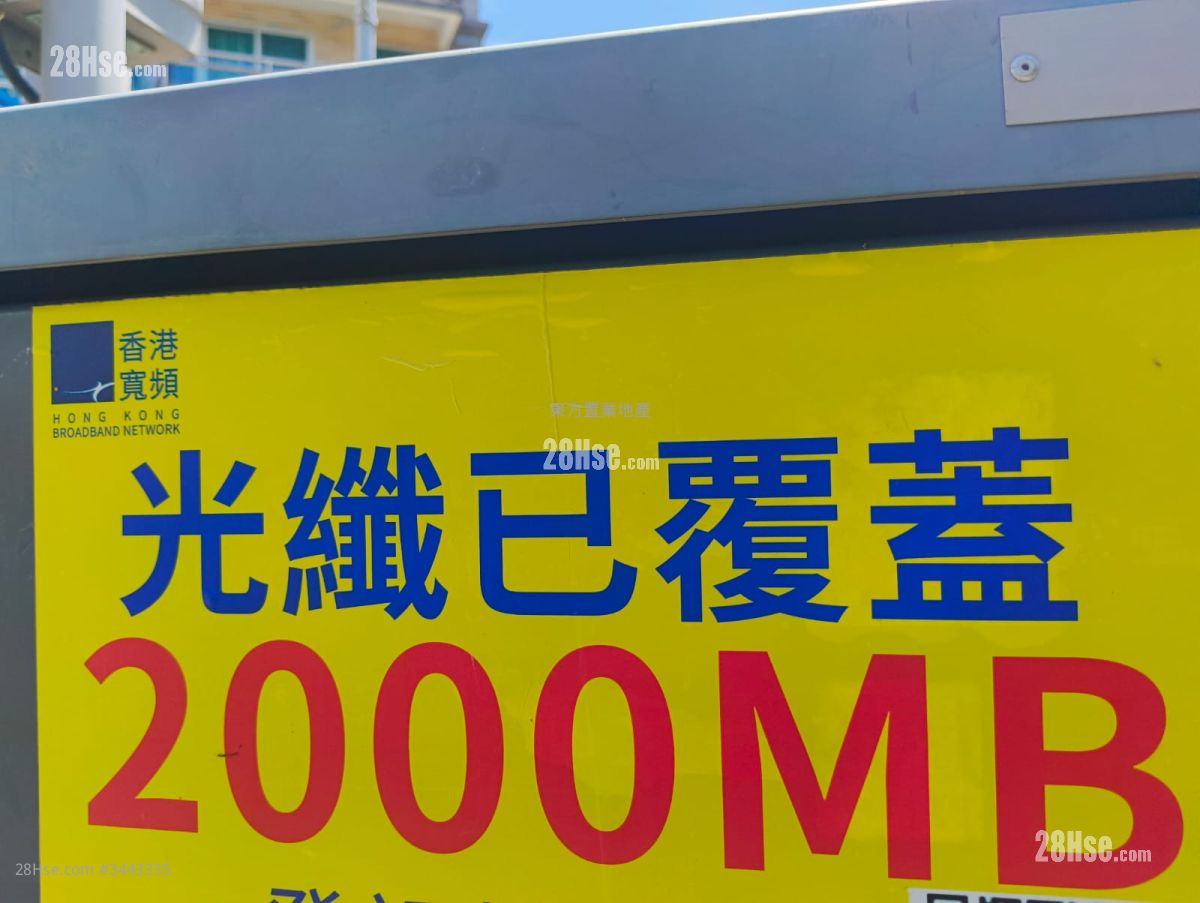 28Hse.com
香港
寬頻
HONG KONG
BROADBAND NETWORK
東方置業地產
28Hse.com
光纖已覆蓋
2000MB
28Hse.com
28Hse.com #3443335